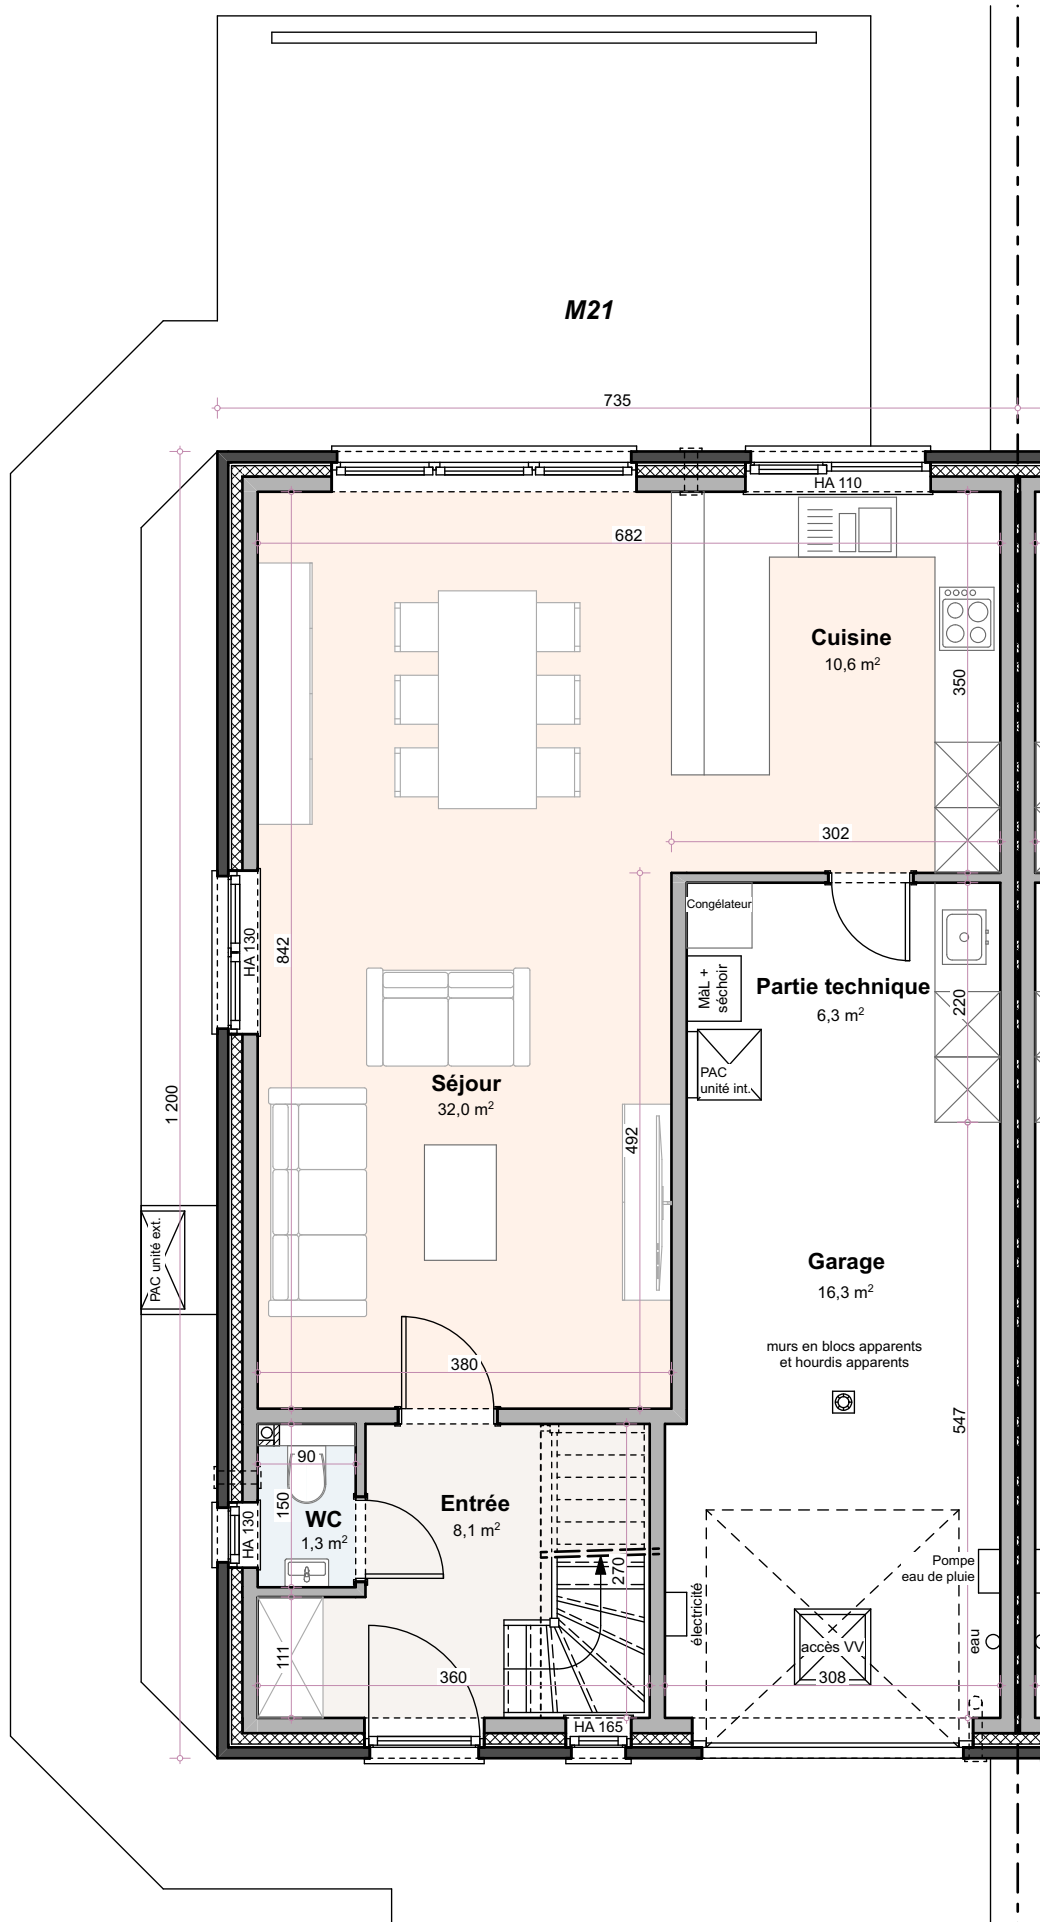 M21
735
HA 110
682
Cuisine
10,6 m²
350
302
Congélateur
HA 130
842
MàL +
séchoir
Partie technique
6,3 m²
220
PAC
unité int.
Séjour
32,0 m²
1 200
492
PAC unité ext.
Garage
16,3 m²
murs en blocs apparents
et hourdis apparents
380
547
90
150
WC
1,3 m²
HA 130
Entrée
8,1 m²
270
Pompe
eau de pluie
électricité
accès VV
eau
111
360
308
HA 165